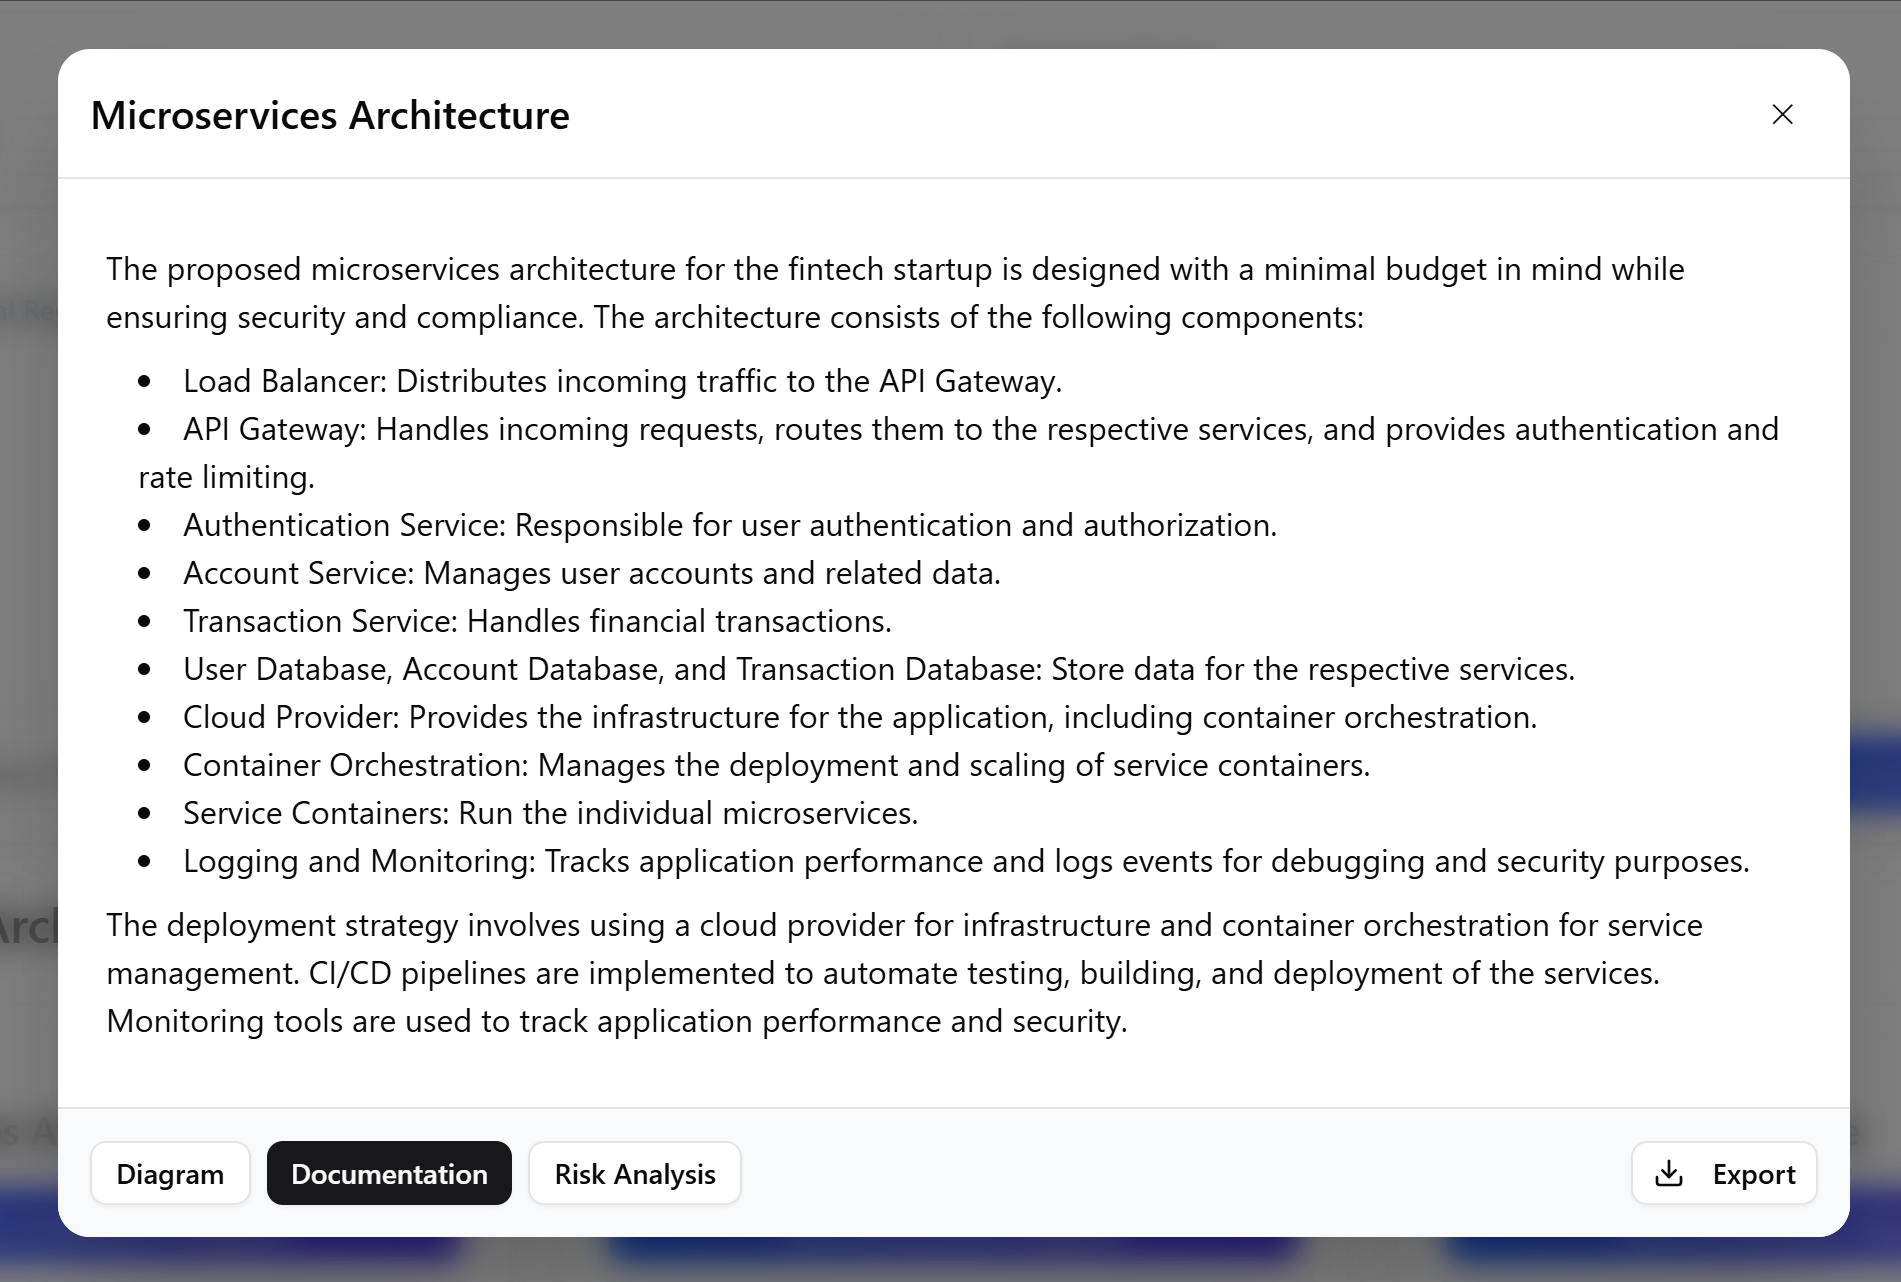 Microservices Architecture
The proposed microservices architecture for the fintech startup is designed with a minimal budget in mind while
ensuring security and compliance. The architecture consists of the following components:
• Load Balancer: Distributes incoming traffic to the API Gateway.
• API Gateway: Handles incoming requests, routes them to the respective services, and provides authentication and
rate limiting.
• Authentication Service: Responsible for user authentication and authorization.
• Account Service: Manages user accounts and related data.
• Transaction Service: Handles financial transactions.
• User Database, Account Database, and Transaction Database: Store data for the respective services.
• Cloud Provider: Provides the infrastructure for the application, including container orchestration.
• Container Orchestration: Manages the deployment and scaling of service containers.
• Service Containers: Run the individual microservices.
• Logging and Monitoring: Tracks application performance and logs events for debugging and security purposes.
The deployment strategy involves using a cloud provider for infrastructure and container orchestration for service
management. CI/CD pipelines are implemented to automate testing, building, and deployment of the services.
Monitoring tools are used to track application performance and security.
Diagram Documentation Risk Analysis Export